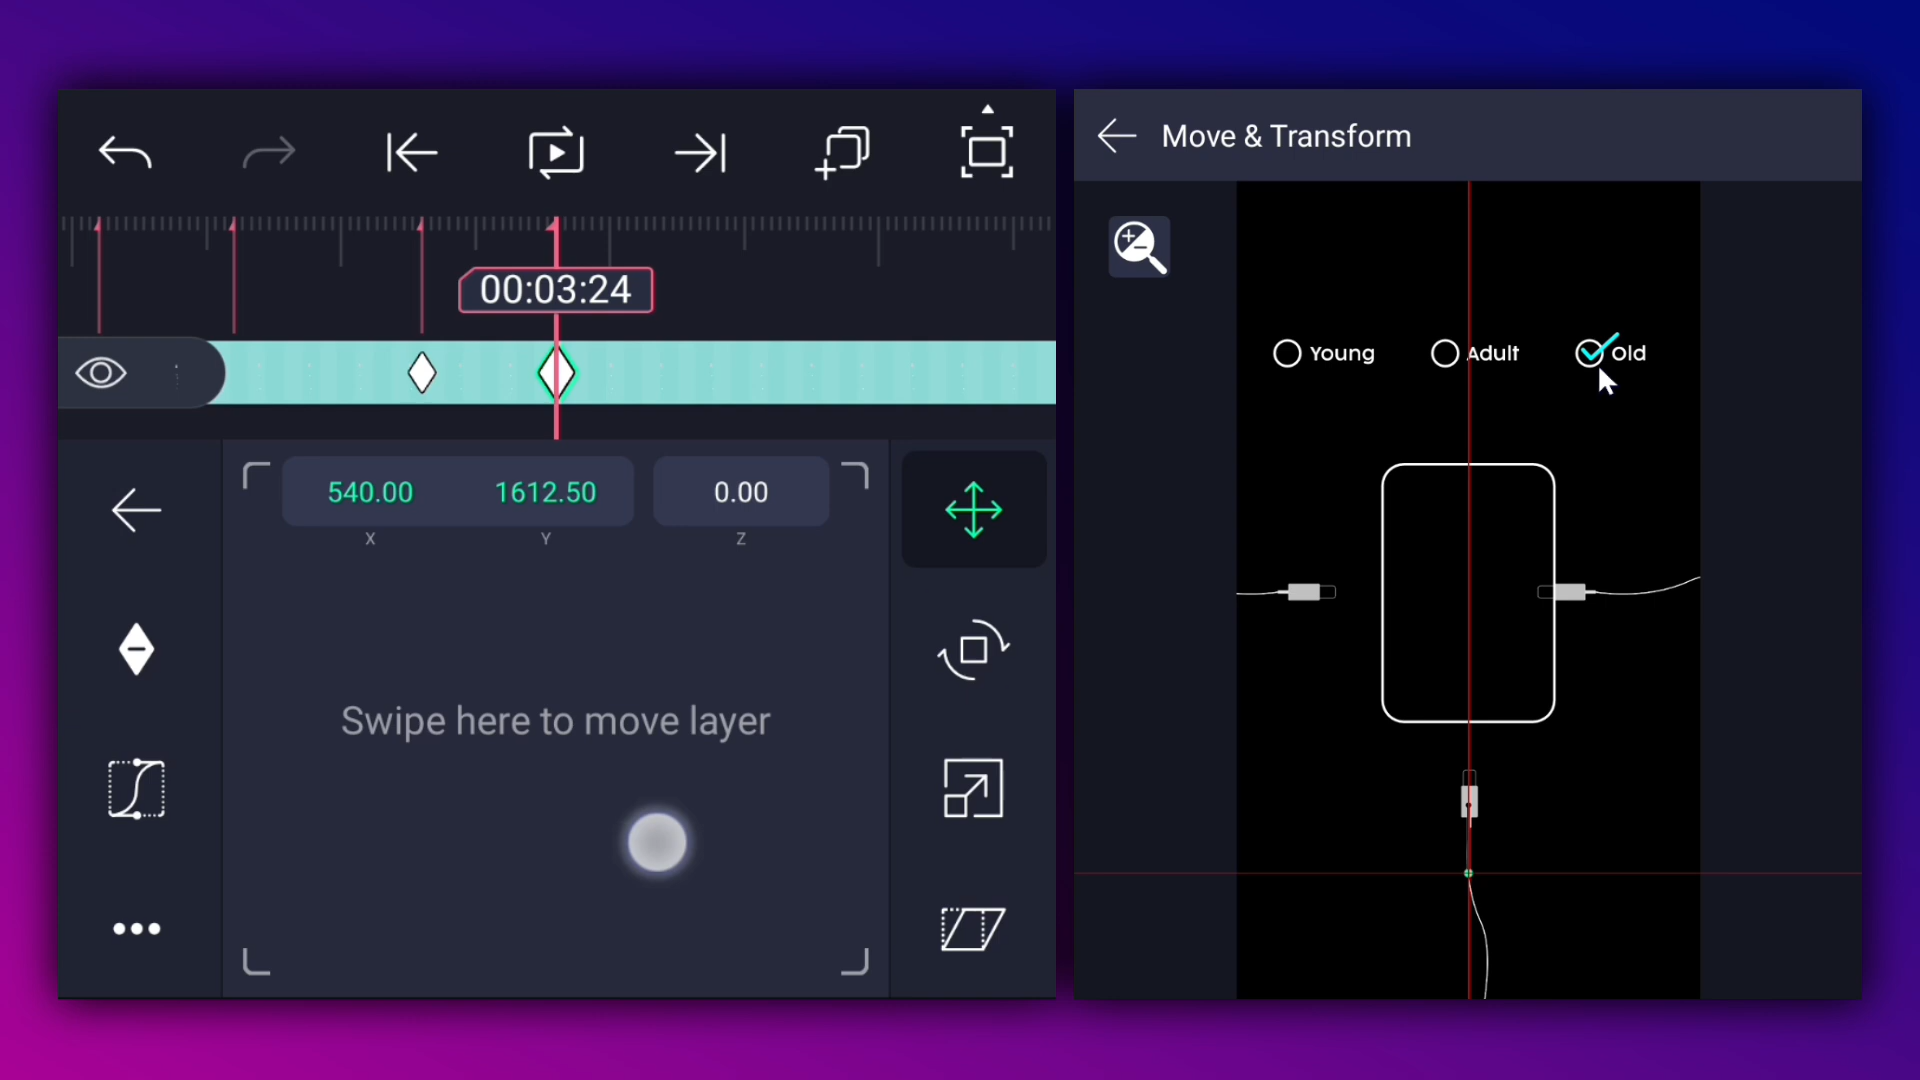 00:03:24
540.00 1612.50 0.00
X Y Z
Swipe here to move layer
Move & Transform
Young Adult Old